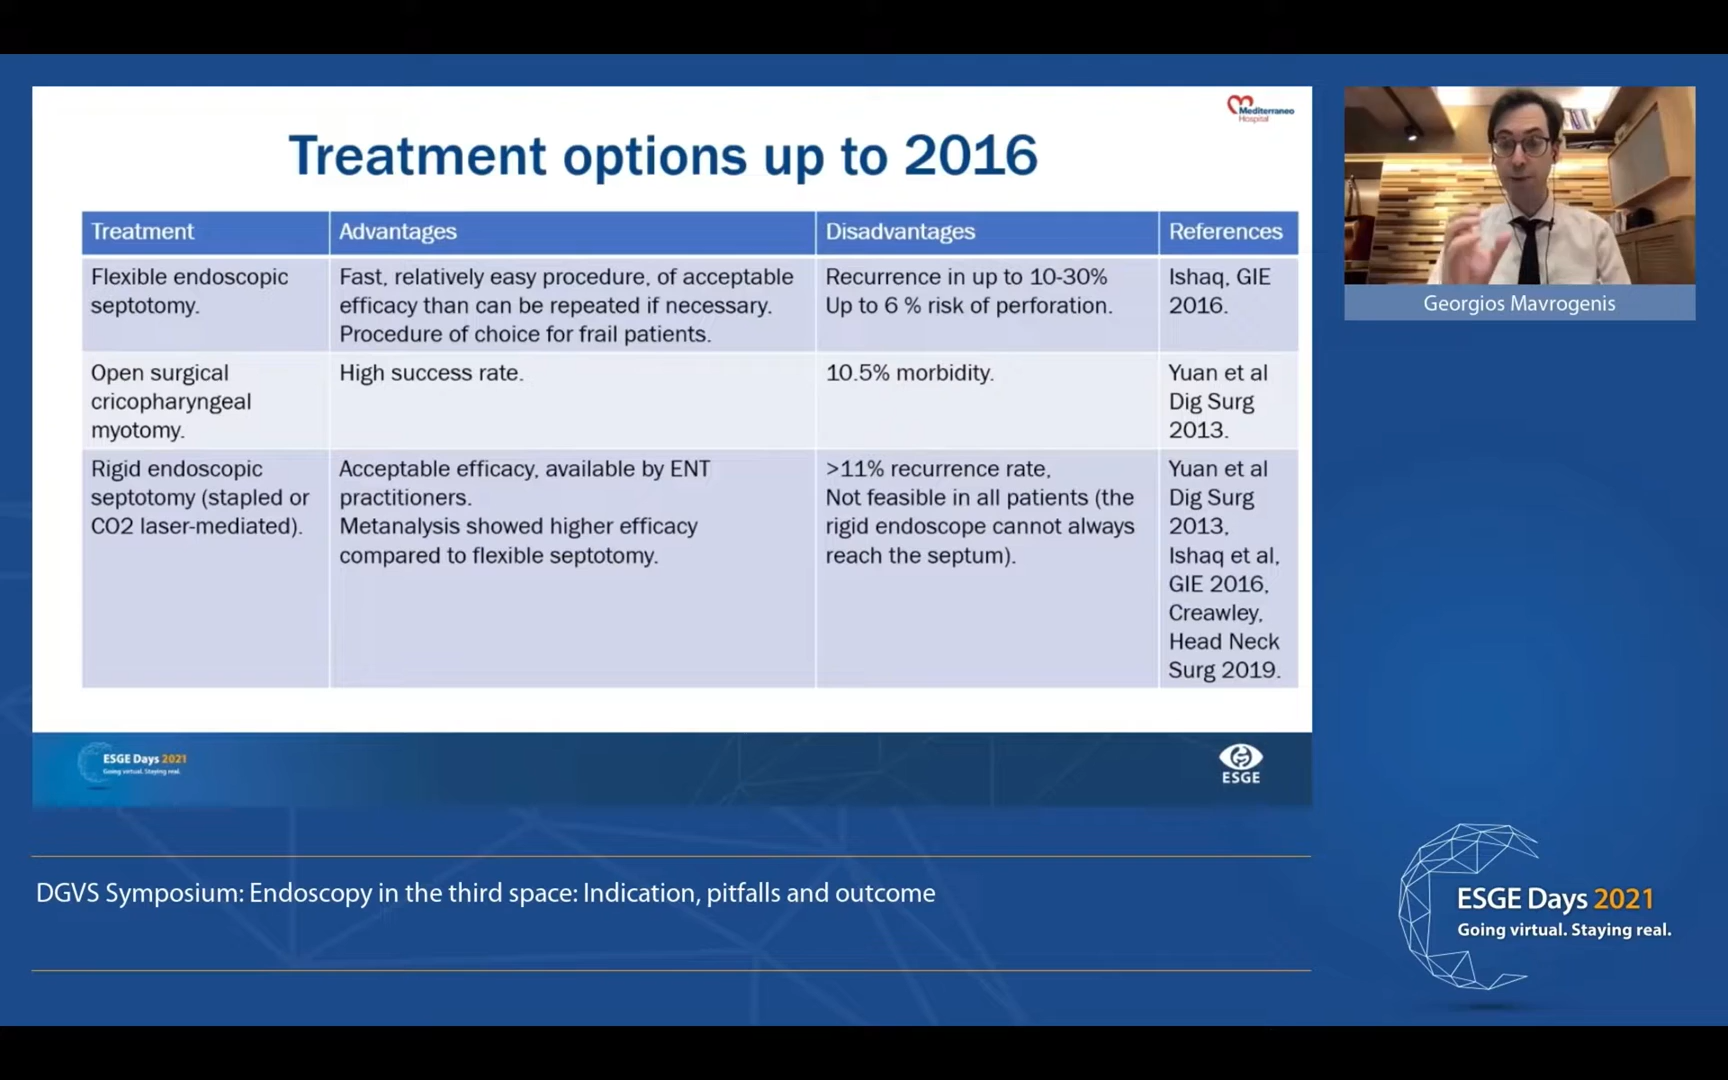 Mediterraneo
Hospital
Treatment options up to 2016
Treatment
Advantages
Disadvantages
References
Flexible endoscopic
septotomy.
Fast, relatively easy procedure, of acceptable
efficacy than can be repeated if necessary.
Procedure of choice for frail patients.
Recurrence in up to 10-30%
Up to 6 % risk of perforation.
Ishaq, GIE
2016.
Open surgical
cricopharyngeal
myotomy.
High success rate.
10.5% morbidity.
Yuan et al
Dig Surg
2013.
Rigid endoscopic
septotomy (stapled or
CO2 laser-mediated).
Acceptable efficacy, available by ENT
practitioners.
Metanalysis showed higher efficacy
compared to flexible septotomy.
>11% recurrence rate,
Not feasible in all patients (the
rigid endoscope cannot always
reach the septum).
Yuan et al
Dig Surg
2013,
Ishaq et al,
GIE 2016,
Creawley,
Head Neck
Surg 2019.
ESGE Days 2021
Going virtual. Staying real.
ESGE
Georgios Mavrogenis
DGVS Symposium: Endoscopy in the third space: Indication, pitfalls and outcome
ESGE Days 2021
Going virtual. Staying real.